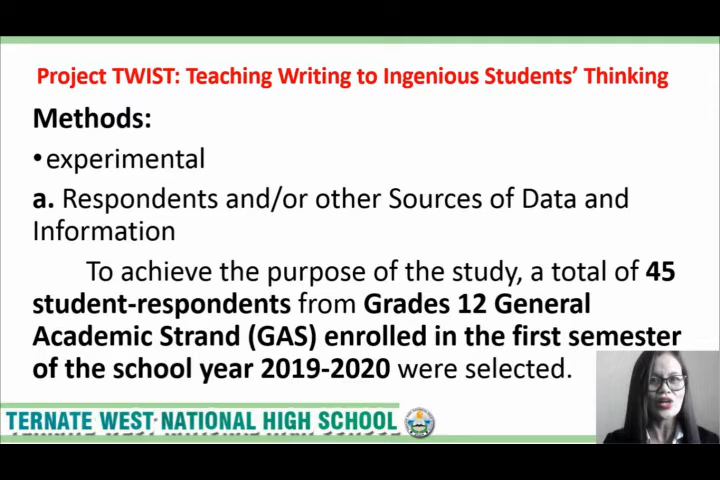 Project TWIST: Teaching Writing to Ingenious Students’ Thinking
Methods:
•experimental
a. Respondents and/or other Sources of Data and
Information
To achieve the purpose of the study, a total of 45
student-respondents from Grades 12 General
Academic Strand (GAS) enrolled in the first semester
of the school year 2019-2020 were selected.
TERNATE WEST NATIONAL HIGH SCHOOL